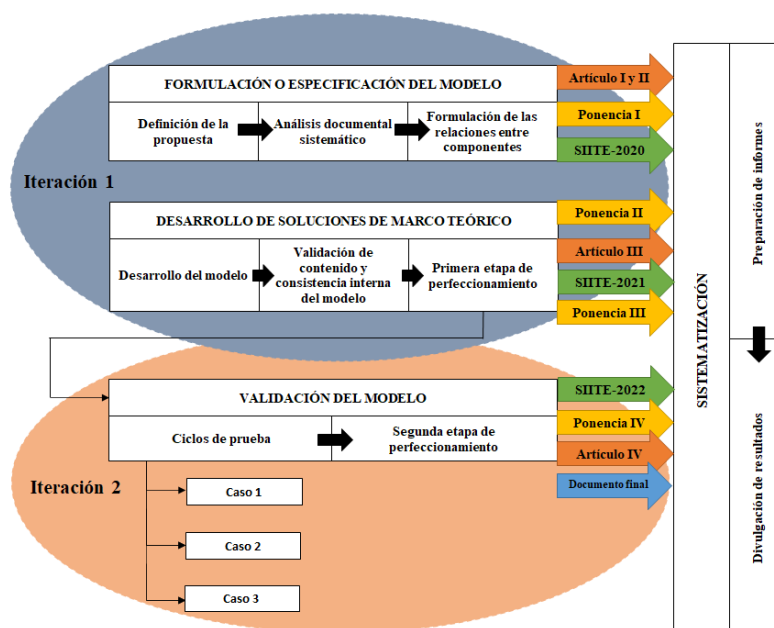 FORMULACIÓN O ESPECIFICACIÓN DEL MODELO
Definición de la
propuesta
Análisis documental
sistemático
Formulación de las
relaciones entre
componentes
Artículo I y II
Ponencia I
SIITE-2020
Iteración 1
DESARROLLO DE SOLUCIONES DE MARCO TEÓRICO
Desarrollo del modelo
Validación de
contenido y
consistencia interna
del modelo
Primera etapa de
perfeccionamiento
Ponencia II
Artículo III
SIITE-2021
Ponencia III
VALIDACIÓN DEL MODELO
Ciclos de prueba
Segunda etapa de
perfeccionamiento
SIITE-2022
Ponencia IV
Artículo IV
Documento final
Iteración 2
Caso 1
Caso 2
Caso 3
SISTEMATIZACIÓN
Preparación de informes
Divulgación de resultados